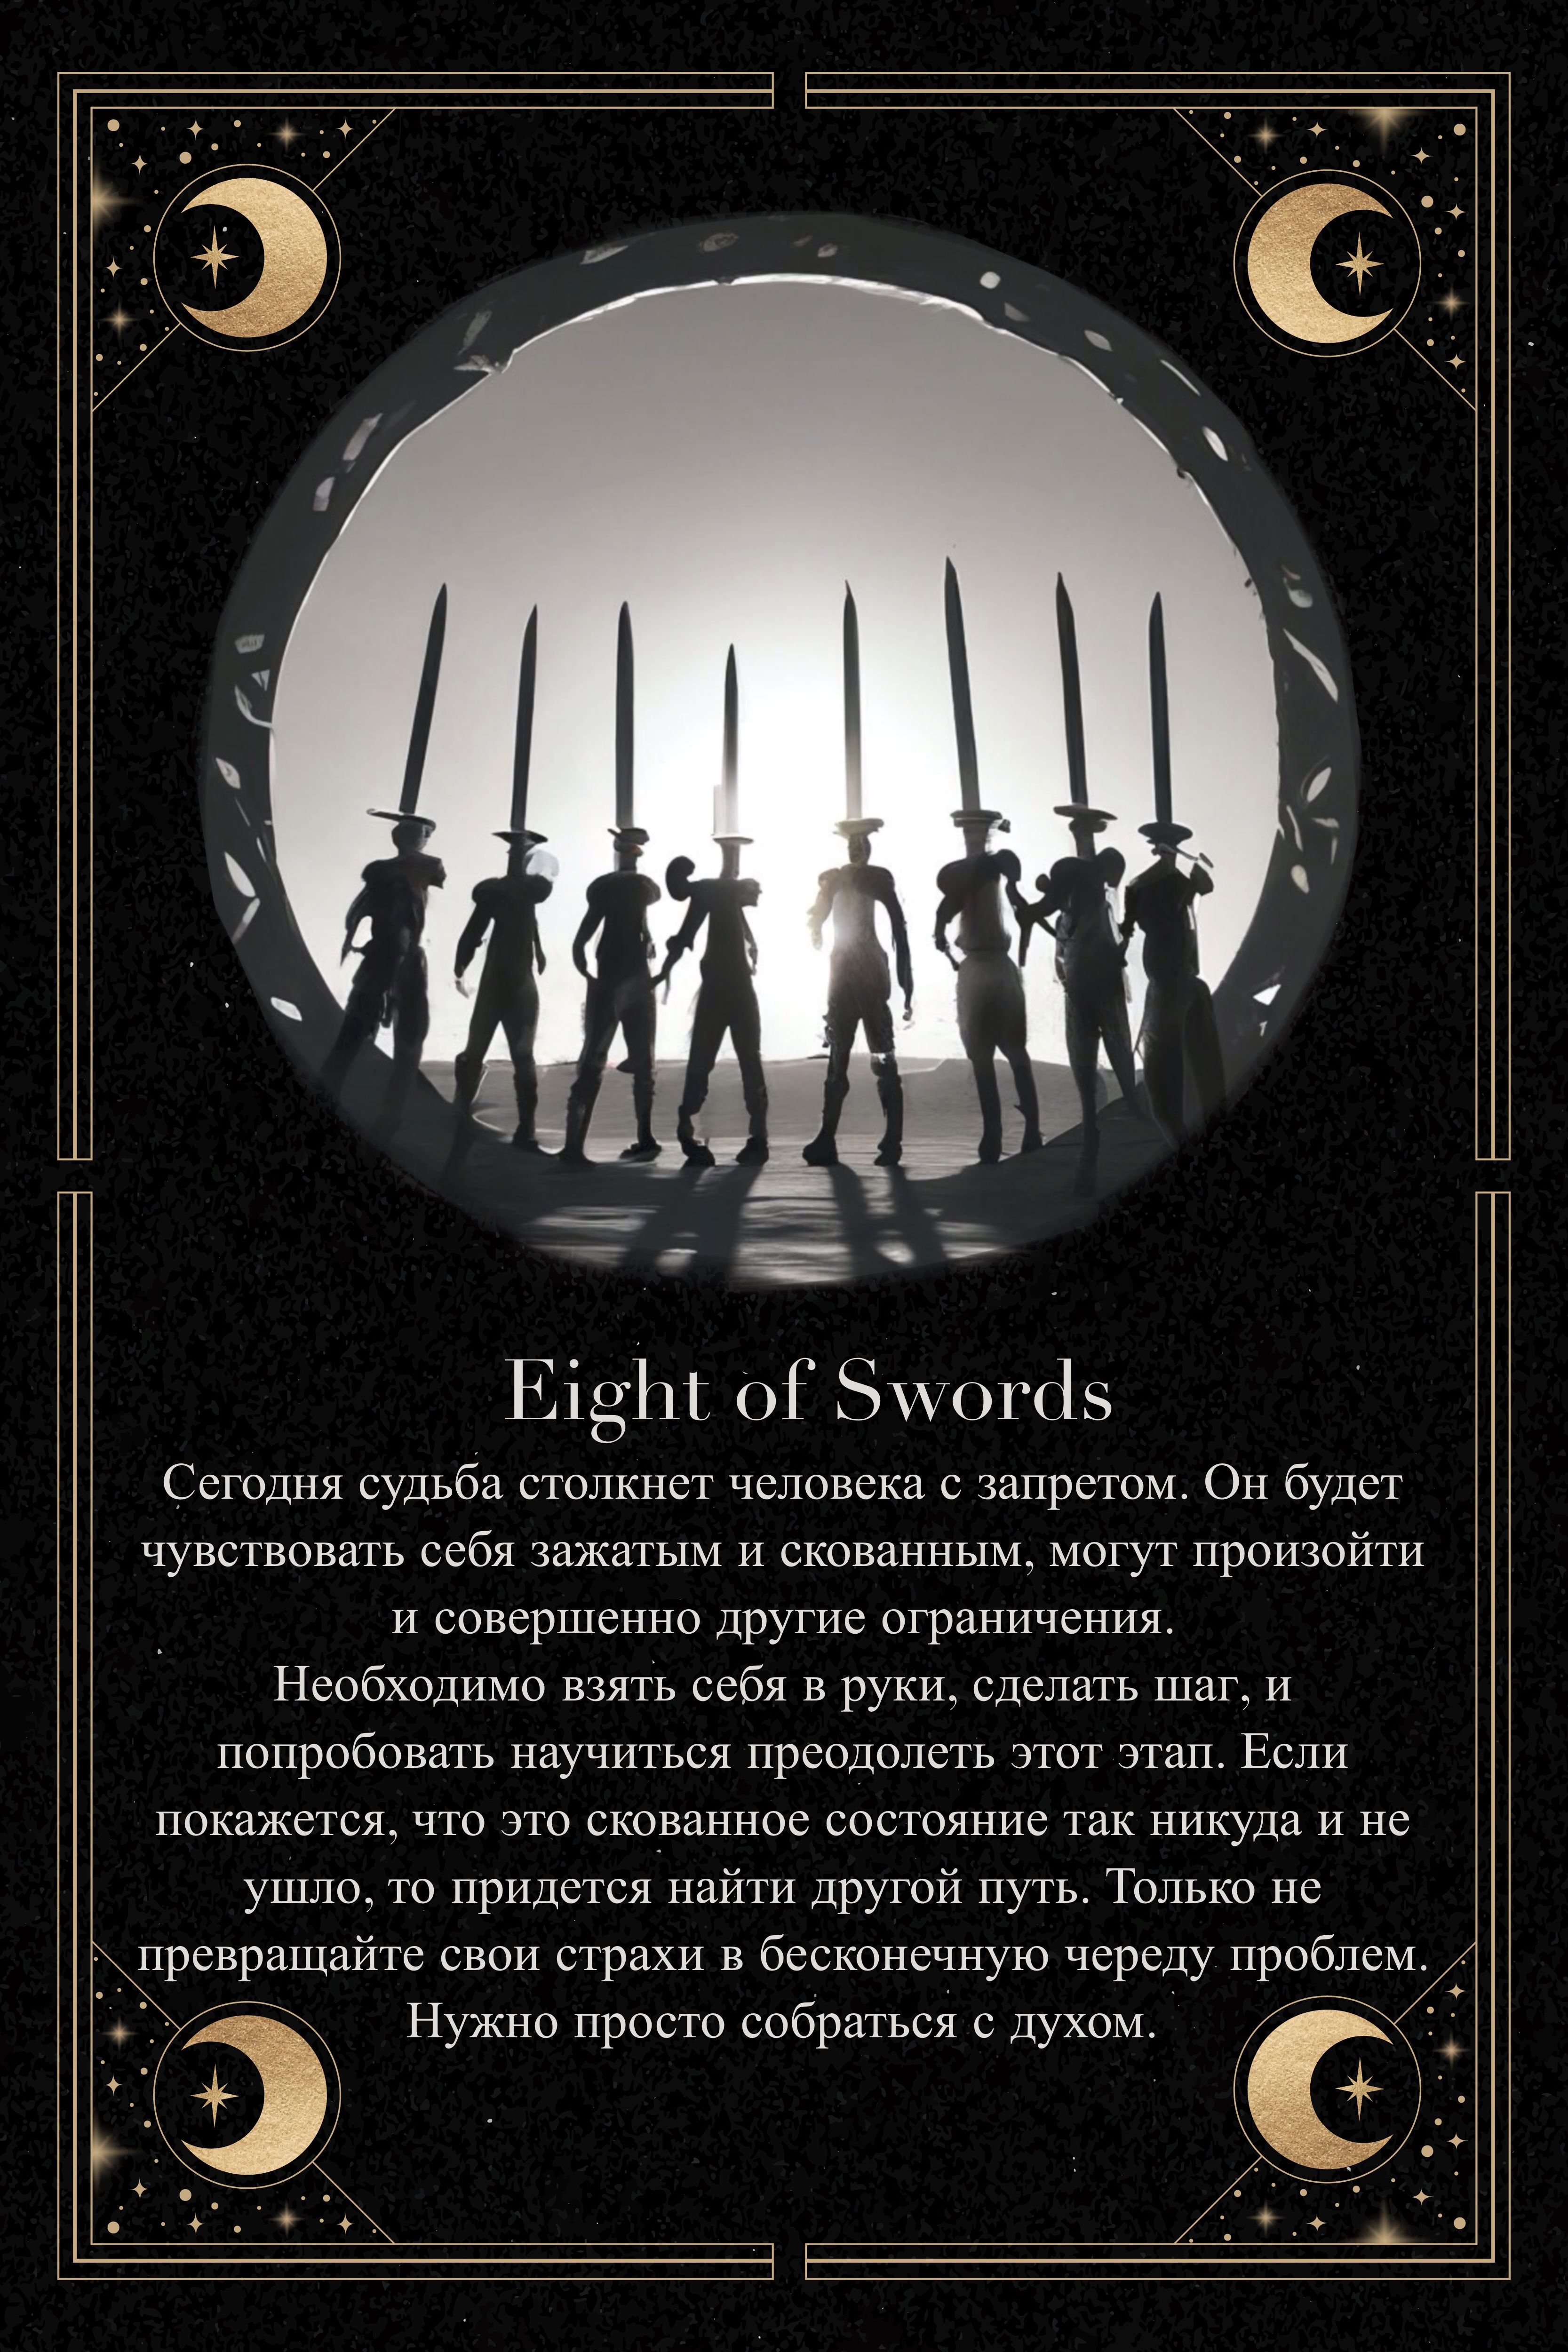 Eight of Swords
Сегодня судьба столкнет человека с запретом. Он будет
чувствовать себя зажатым и скованным, могут произойти
и совершенно другие ограничения.
Необходимо взять себя в руки, сделать шаг, и
попробовать научиться преодолеть этот этап. Если
покажется, что это скованное состояние так никуда и не
ушло, то придется найти другой путь. Только не
превращайте свои страхи в бесконечную череду проблем.
Нужно просто собраться с духом.